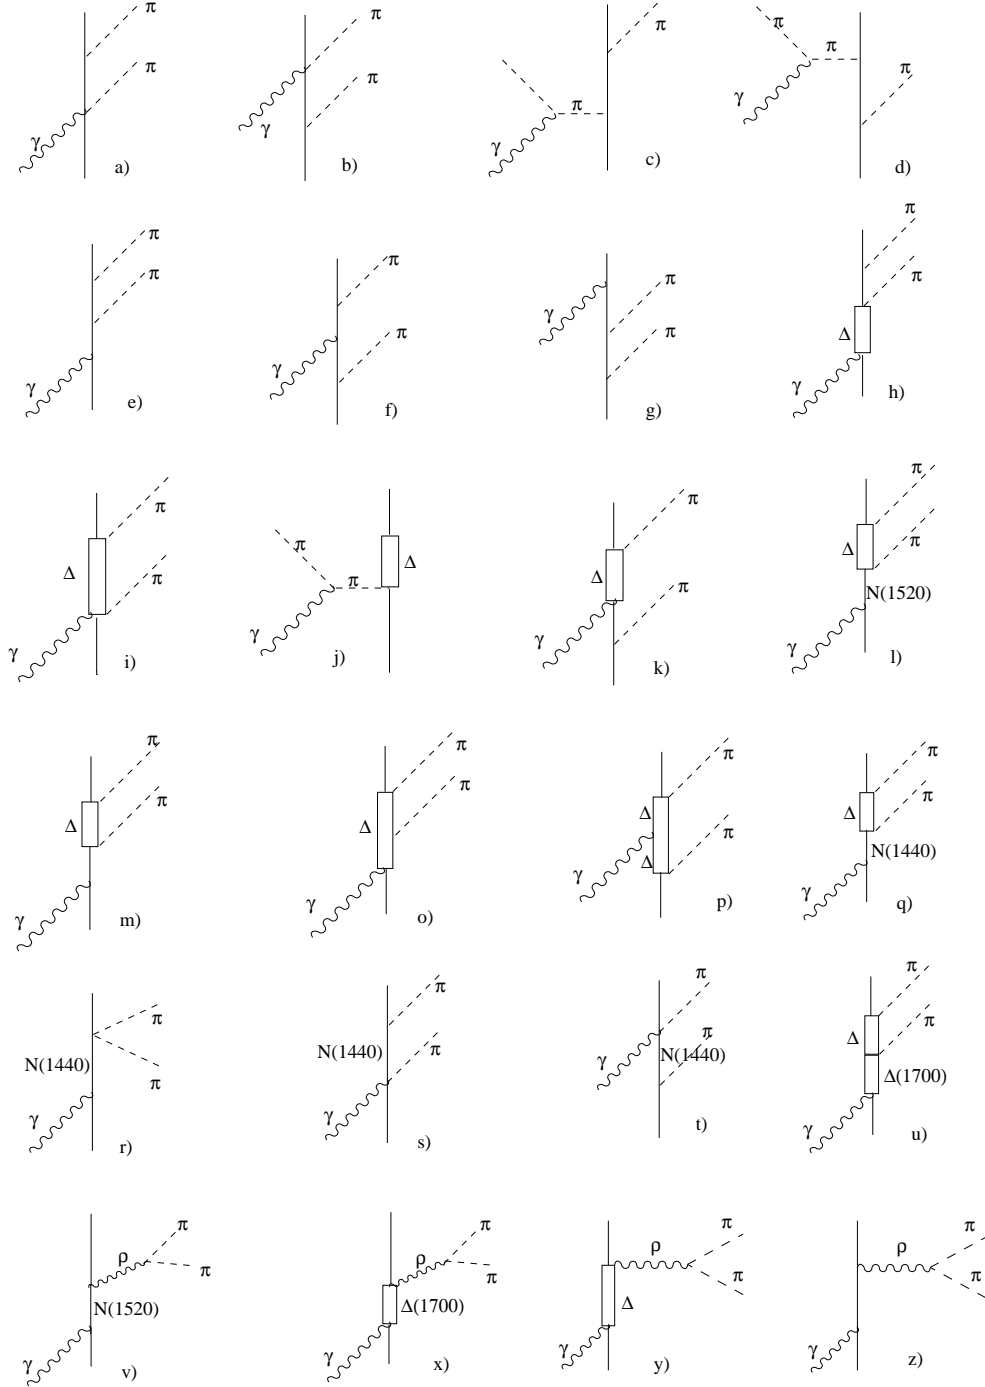 π π π π π
π π π π
γ γ γ γ
a) b) c) d)
π π π π
π π π π
γ γ γ Δ
γ
e) f) g) h)
π π π π
π Δ
Δ π π Δ π Δ π
N(1520)
γ γ γ γ
i) j) k) l)
π π π π
π π π π
Δ Δ Δ Δ
Δ N(1440)
γ γ γ γ
m) o) p) q)
π π π π
π π π
N(1440) N(1440) N(1440) Δ
π Δ(1700)
γ γ γ γ
r) s) t) u)
π π π π
ρ ρ ρ ρ
π π π π
N(1520) Δ(1700) Δ
γ γ γ γ
v) x) y) z)